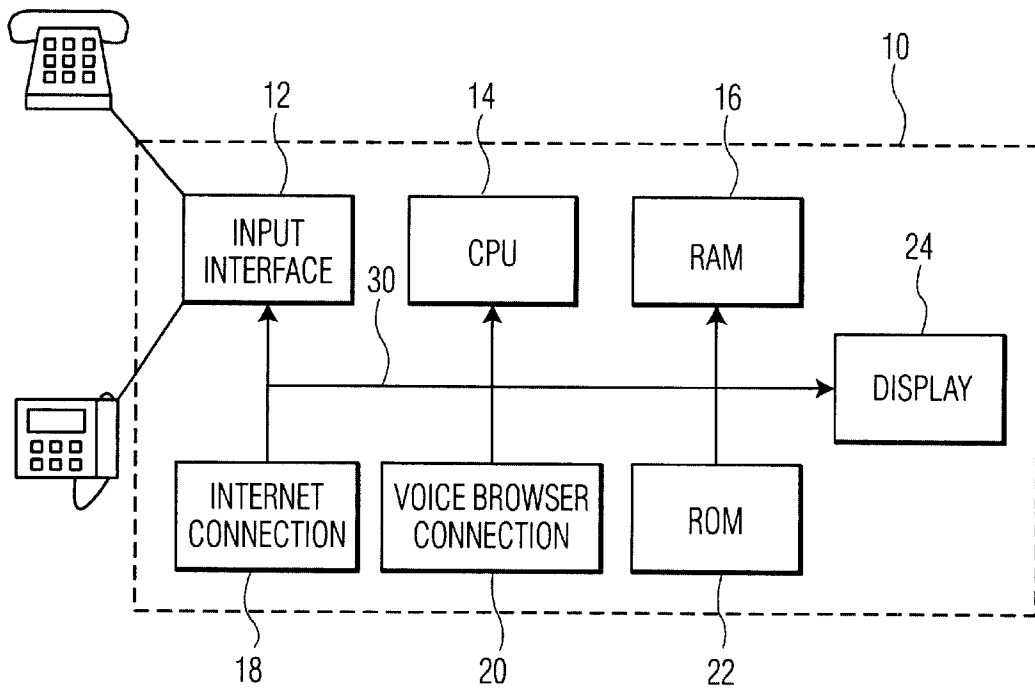 10
12
14
16
INPUT
INTERFACE
CPU
RAM
24
30
DISPLAY
INTERNET
CONNECTION
VOICE BROWSER
CONNECTION
ROM
18
20
22